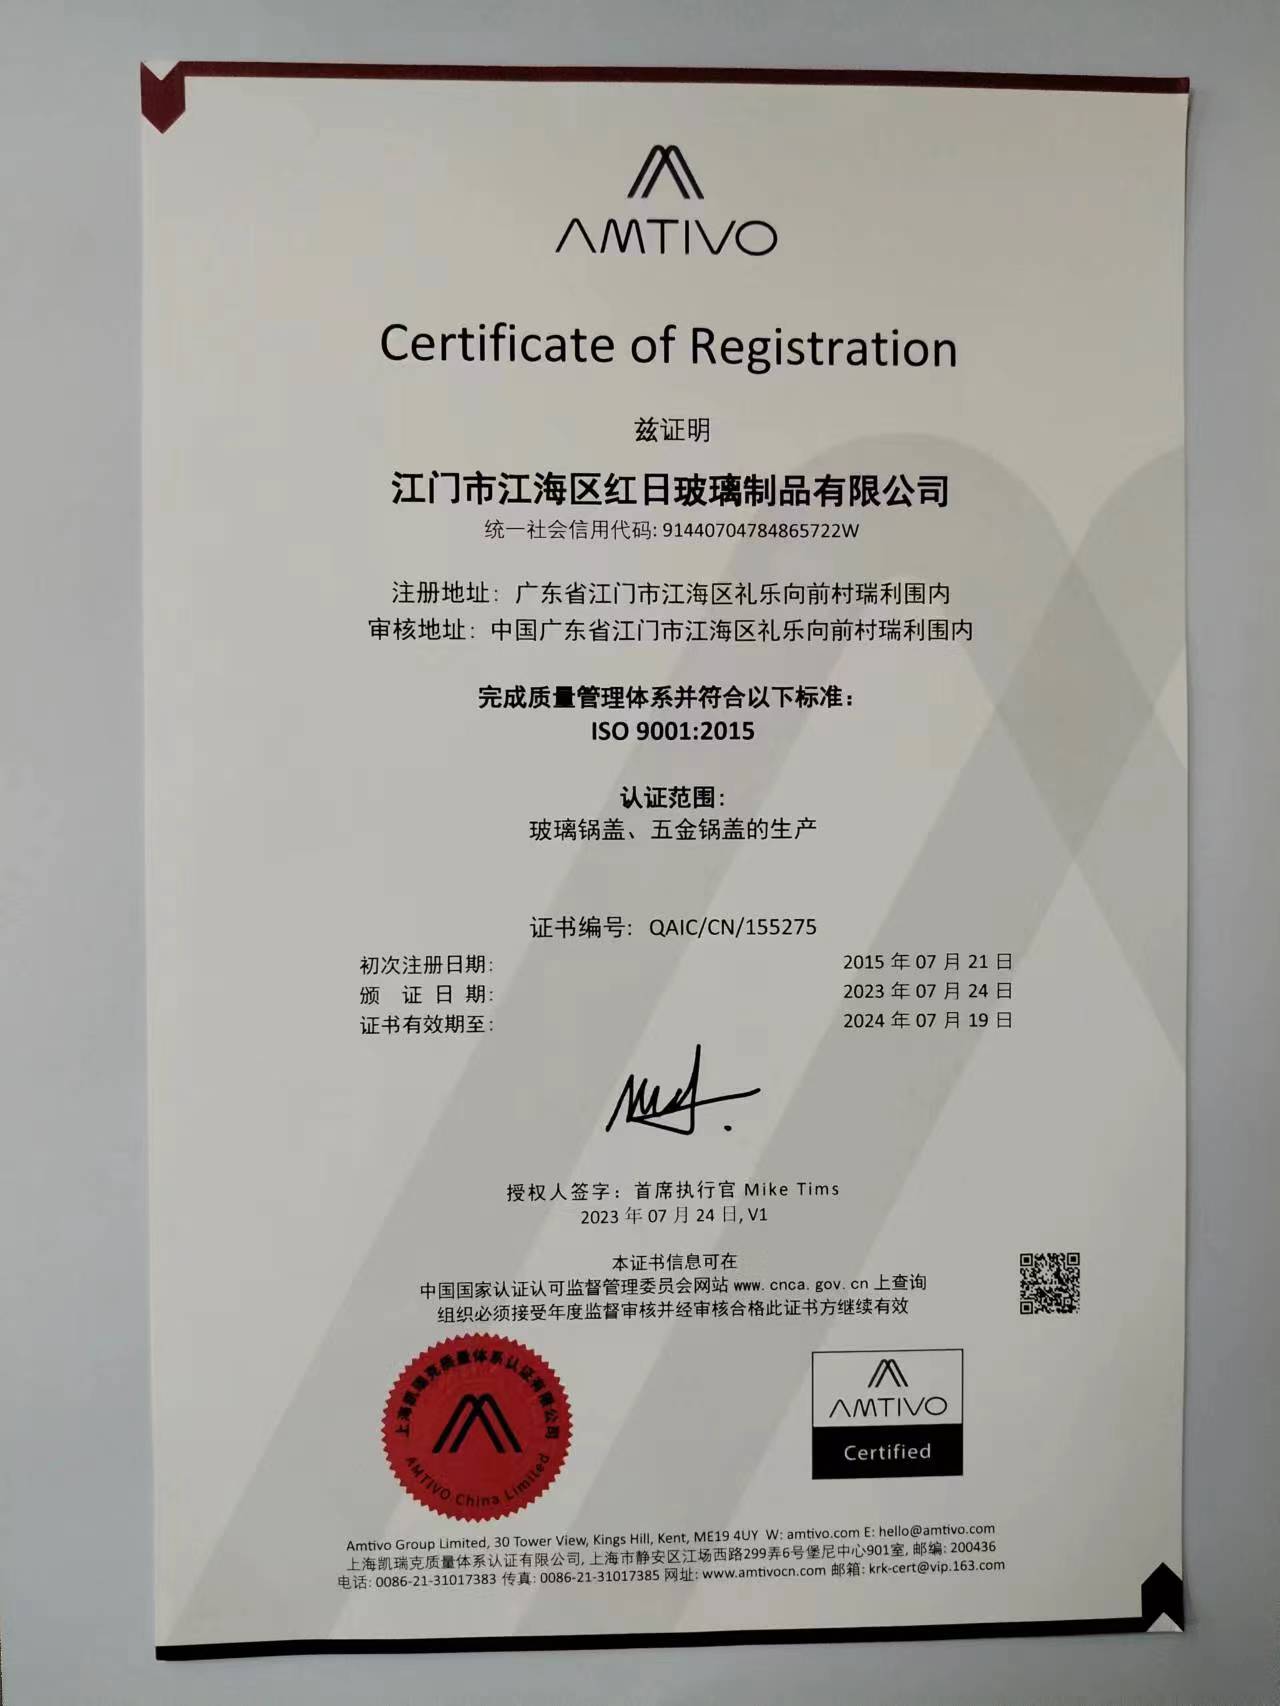 AMTIVO
Certificate of Registration
兹证明
江门市江海区红日玻璃制品有限公司
统一社会信用代码: 91440704784865722W
注册地址：广东省江门市江海区礼乐向前村瑞利围内
审核地址：中国广东省江门市江海区礼乐向前村瑞利围内
完成质量管理体系并符合以下标准：
ISO 9001:2015
认证范围：
玻璃锅盖、五金锅盖的生产
证书编号：QAIC/CN/155275
初次注册日期： 2015 年 07 月 21 日
颁 证 日 期： 2023 年 07 月 24 日
证书有效期至： 2024 年 07 月 19 日
授权人签字：首席执行官 Mike Tims
2023 年 07 月 24 日, V1
本证书信息可在
中国国家认证认可监督管理委员会网站 www.cnca.gov.cn 上查询
组织必须接受年度监督审核并经审核合格此证书方继续有效
上海凯瑞克质量体系认证有限公司
AMTIVO China Limited
AMTIVO
Certified
Amtivo Group Limited, 30 Tower View, Kings Hill, Kent, ME19 4UY W: amtivo.com E: hello@amtivo.com
上海凯瑞克质量体系认证有限公司, 上海市静安区江场西路299弄6号堡尼中心901室, 邮编: 200436
电话: 0086-21-31017383 传真: 0086-21-31017385 网址: www.amtivocn.com 邮箱: krk-cert@vip.163.com